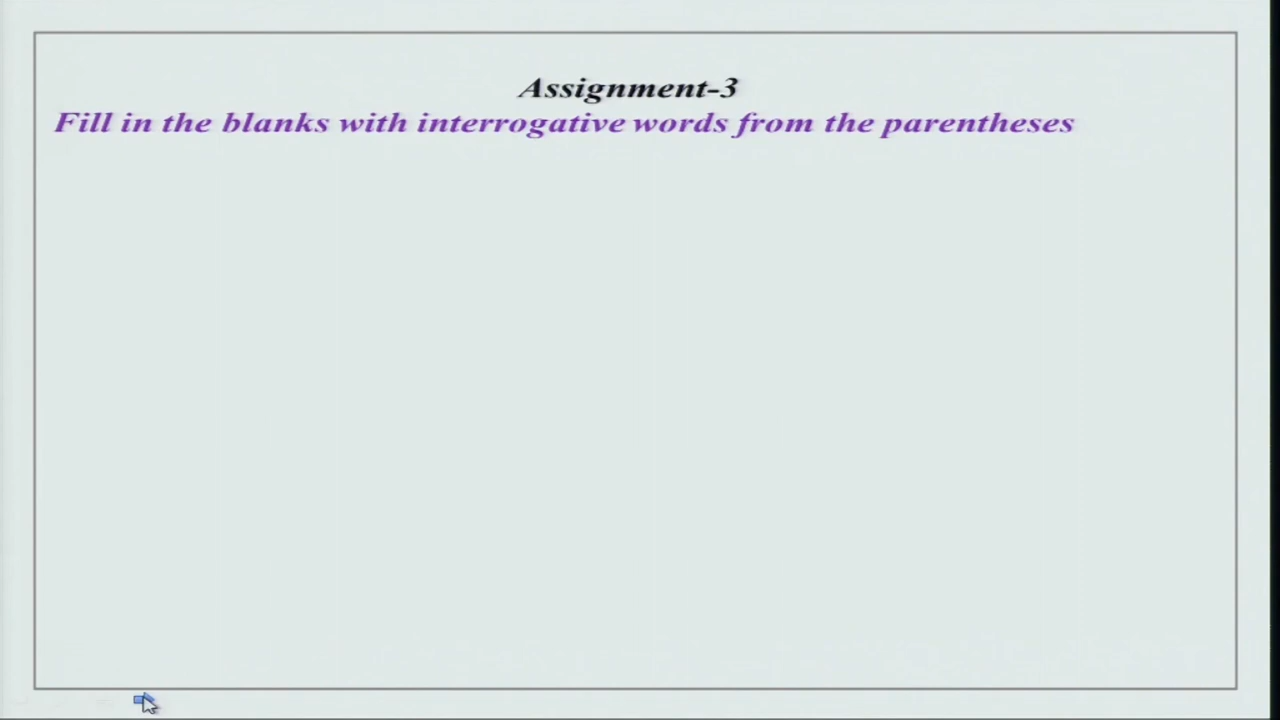 Assignment-3
Fill in the blanks with interrogative words from the parentheses